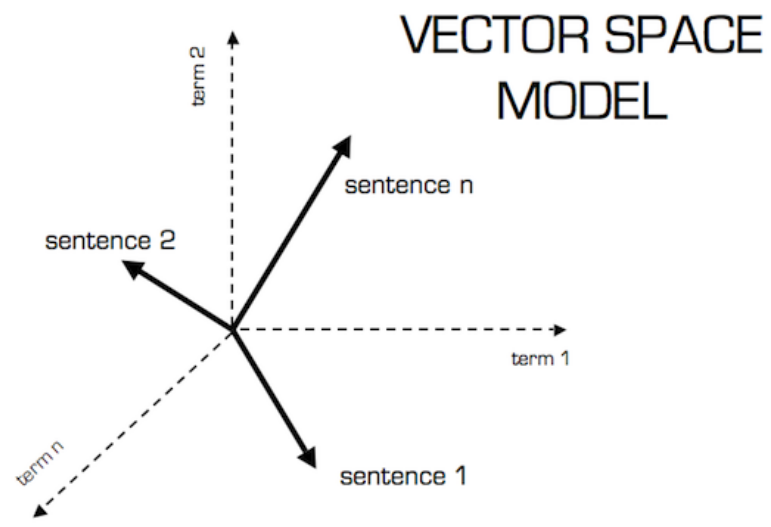 VECTOR SPACE
MODEL
term 2
sentence n
sentence 2
term 1
term n
sentence 1